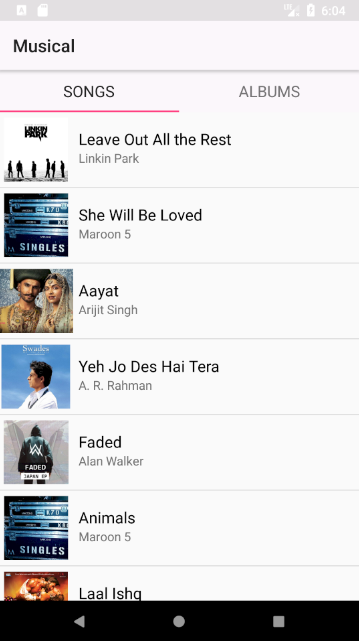 6:04
Musical
SONGS
ALBUMS
LINKIN
PARK
Leave Out All the Rest
Linkin Park
SINGLES
She Will Be Loved
Maroon 5
Aayat
Arijit Singh
Swades
Yeh Jo Des Hai Tera
A. R. Rahman
FADED
JAPAN EP
Faded
Alan Walker
SINGLES
Animals
Maroon 5
Laal Ishq